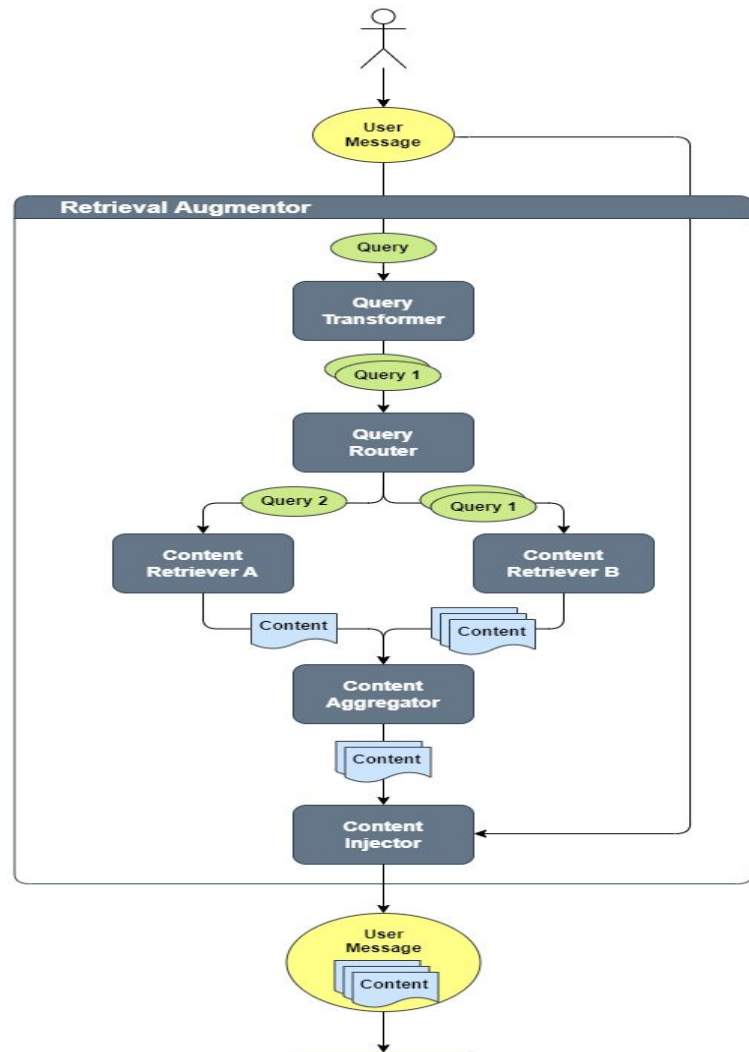 User
Message
Retrieval Augmentor
Query
Query
Transformer
Query 1
Query
Router
Query 2
Query 1
Content
Retriever A
Content
Retriever B
Content
Content
Content
Aggregator
Content
Content
Injector
User
Message
Content